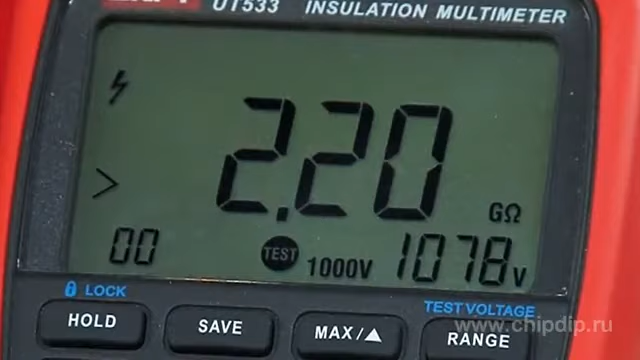 UT533 INSULATION MULTIMETER
>
2.20 GΩ
00 TEST 1000V 1078V
LOCK TEST VOLTAGE
HOLD SAVE MAX/▲ RANGE
www.chipdip.ru